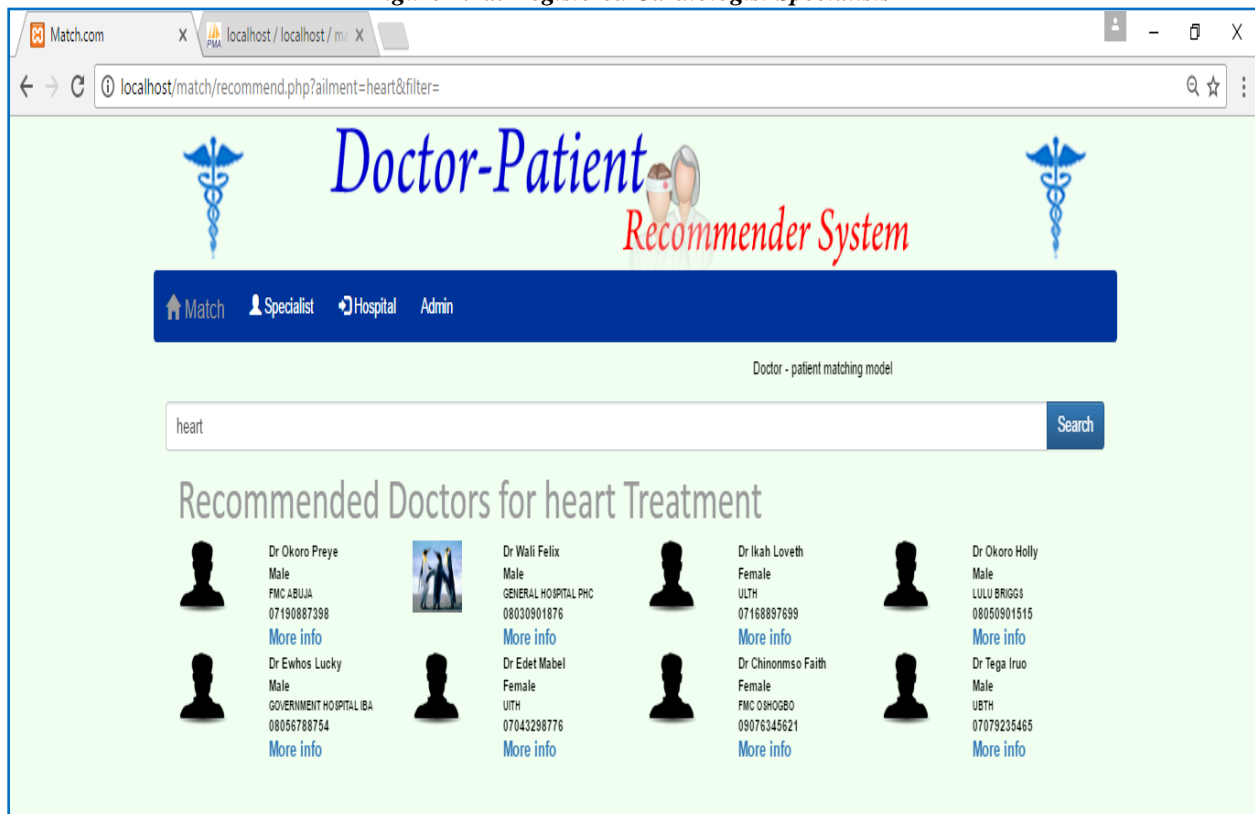 Match.com
localhost / localhost / ma
localhost/match/recommend.php?ailment=heart&filter=
Doctor-Patient
Recommender System
Match Specialist Hospital Admin
Doctor - patient matching model
heart
Search
Recommended Doctors for heart Treatment
Dr Okoro Preye
Male
FMC ABUJA
07190887398
More info
Dr Wali Felix
Male
GENERAL HOSPITAL PHC
08030901876
More info
Dr Ikah Loveth
Female
ULTH
07168897699
More info
Dr Okoro Holly
Male
LULU BRIGGS
08050901515
More info
Dr Ewhos Lucky
Male
GOVERNMENT HOSPITAL IBA
08056788754
More info
Dr Edet Mabel
Female
UITH
07043298776
More info
Dr Chinonmso Faith
Female
FMC OSHOGBO
09076345621
More info
Dr Tega Iruo
Male
UBTH
07079235465
More info